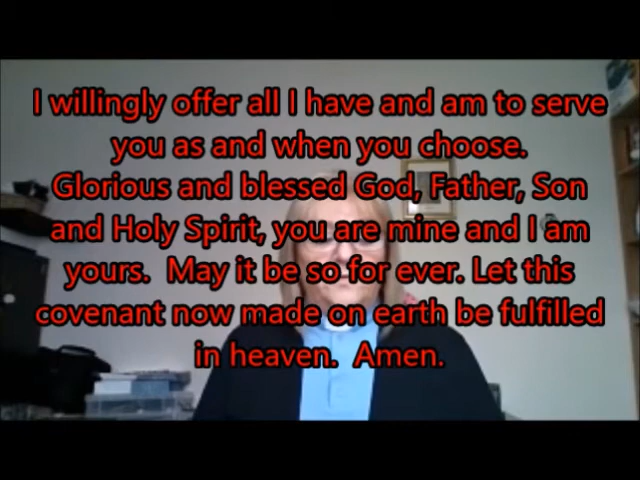 I willingly offer all I have and am to serve
you as and when you choose.
Glorious and blessed God, Father, Son
and Holy Spirit, you are mine and I am
yours.  May it be so for ever. Let this
covenant now made on earth be fulfilled
in heaven.  Amen.